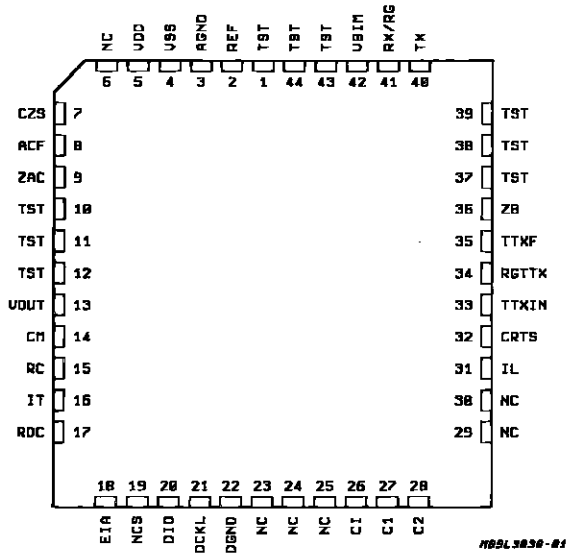 NC VDD VSS AGND REF TST TST TST VBIM RX/RG TX
6 5 4 3 2 1 44 43 42 41 40
CZS 7 39 TST
ACF 8 38 TST
ZAC 9 37 TST
TST 10 36 ZB
TST 11 35 TTXF
TST 12 34 RGTTX
VOUT 13 33 TTXIN
CM 14 32 CRTS
RC 15 31 IL
IT 16 30 NC
RDC 17 29 NC
18 19 20 21 22 23 24 25 26 27 28
EIA NCS DIO DCKL DGND NC NC NC CI C1 C2
M89L3030-01